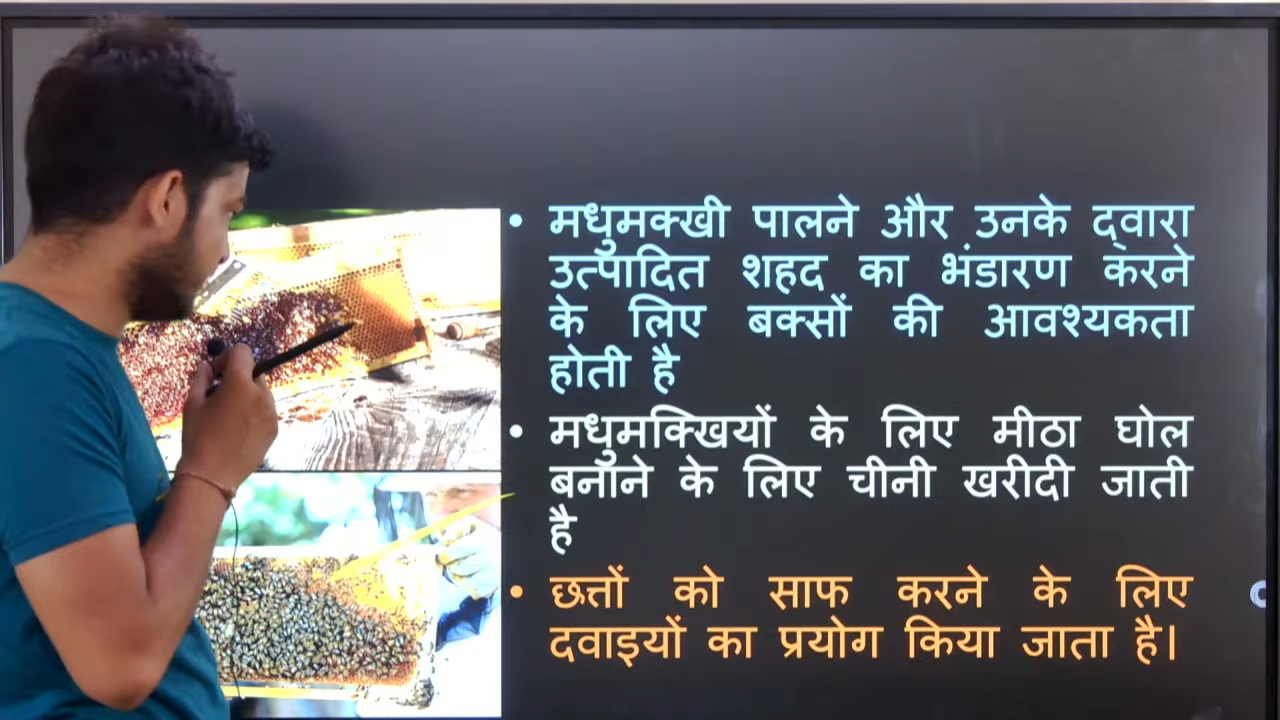 • मधुमक्खी पालने और उनके द्वारा
उत्पादित शहद का भंडारण करने
के लिए बक्सों की आवश्यकता
होती है
• मधुमक्खियों के लिए मीठा घोल
बनाने के लिए चीनी खरीदी जाती
है
• छत्तों को साफ करने के लिए
दवाइयों का प्रयोग किया जाता है।